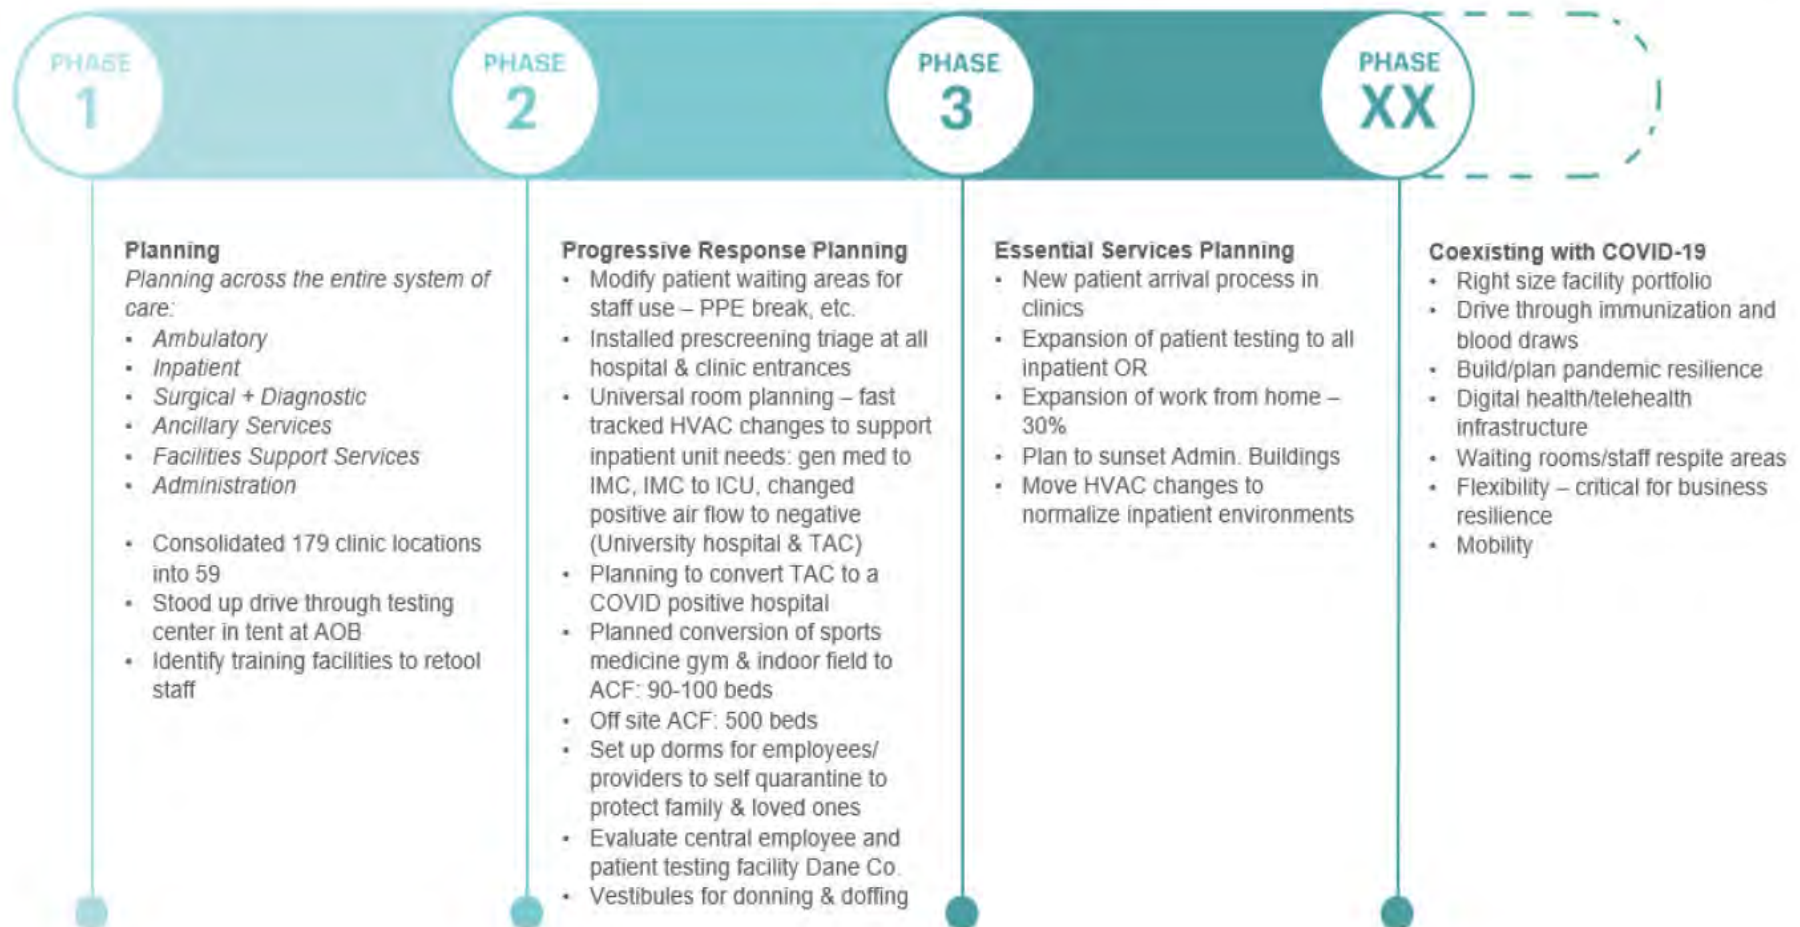 PHASE
1
PHASE
2
PHASE
3
PHASE
XX
Planning
Planning across the entire system of
care:
• Ambulatory
• Inpatient
• Surgical + Diagnostic
• Ancillary Services
• Facilities Support Services
• Administration
• Consolidated 179 clinic locations
into 59
• Stood up drive through testing
center in tent at AOB
• Identify training facilities to retool
staff
Progressive Response Planning
• Modify patient waiting areas for
staff use – PPE break, etc.
• Installed prescreening triage at all
hospital & clinic entrances
• Universal room planning – fast
tracked HVAC changes to support
inpatient unit needs: gen med to
IMC, IMC to ICU, changed
positive air flow to negative
(University hospital & TAC)
• Planning to convert TAC to a
COVID positive hospital
• Planned conversion of sports
medicine gym & indoor field to
ACF: 90-100 beds
• Off site ACF: 500 beds
• Set up dorms for employees/
providers to self quarantine to
protect family & loved ones
• Evaluate central employee and
patient testing facility Dane Co.
• Vestibules for donning & doffing
Essential Services Planning
• New patient arrival process in
clinics
• Expansion of patient testing to all
inpatient OR
• Expansion of work from home –
30%
• Plan to sunset Admin. Buildings
• Move HVAC changes to
normalize inpatient environments
Coexisting with COVID-19
• Right size facility portfolio
• Drive through immunization and
blood draws
• Build/plan pandemic resilience
• Digital health/telehealth
infrastructure
• Waiting rooms/staff respite areas
• Flexibility – critical for business
resilience
• Mobility